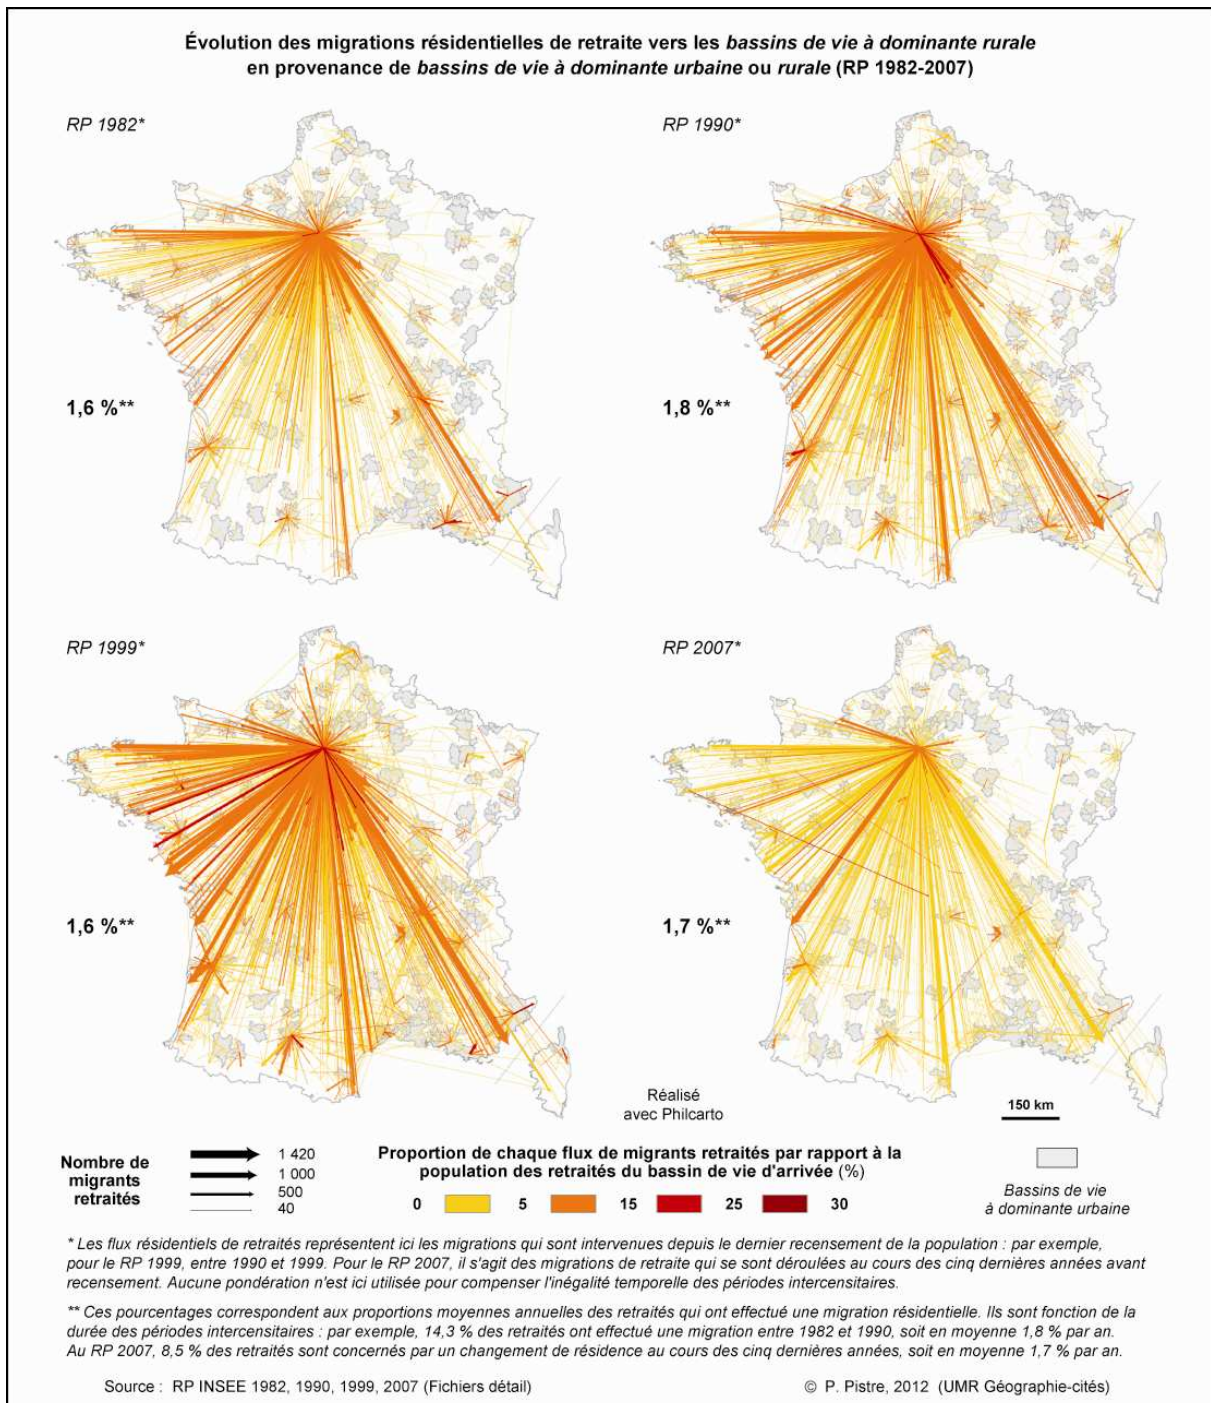 Évolution des migrations résidentielles de retraite vers les bassins de vie à dominante rurale
en provenance de bassins de vie à dominante urbaine ou rurale (RP 1982-2007)
RP 1982*
RP 1990*
1,6 %**
1,8 %**
RP 1999*
RP 2007*
1,6 %**
1,7 %**
Réalisé
avec Philcarto
150 km
Nombre de
migrants
retraités
1 420
1 000
500
40
Proportion de chaque flux de migrants retraités par rapport à la
population des retraités du bassin de vie d'arrivée (%)
0 5 15 25 30
Bassins de vie
à dominante urbaine
* Les flux résidentiels de retraités représentent ici les migrations qui sont intervenues depuis le dernier recensement de la population : par exemple,
pour le RP 1999, entre 1990 et 1999. Pour le RP 2007, il s'agit des migrations de retraite qui se sont déroulées au cours des cinq dernières années avant
recensement. Aucune pondération n'est ici utilisée pour compenser l'inégalité temporelle des périodes intercensitaires.
** Ces pourcentages correspondent aux proportions moyennes annuelles des retraités qui ont effectué une migration résidentielle. Ils sont fonction de la
durée des périodes intercensitaires : par exemple, 14,3 % des retraités ont effectué une migration entre 1982 et 1990, soit en moyenne 1,8 % par an.
Au RP 2007, 8,5 % des retraités sont concernés par un changement de résidence au cours des cinq dernières années, soit en moyenne 1,7 % par an.
Source : RP INSEE 1982, 1990, 1999, 2007 (Fichiers détail)
© P. Pistre, 2012 (UMR Géographie-cités)